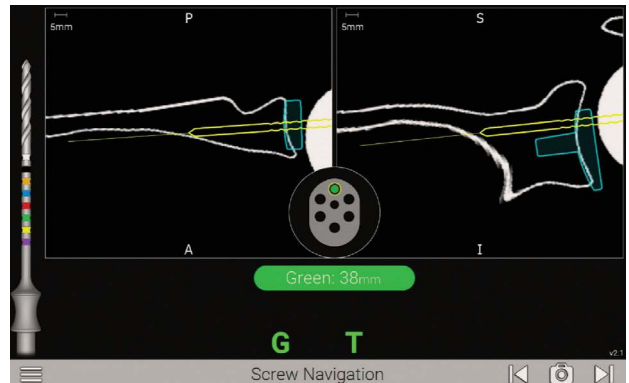 5mm
P
5mm
S
A
I
Green: 38mm
G T
v2.1
Screw Navigation